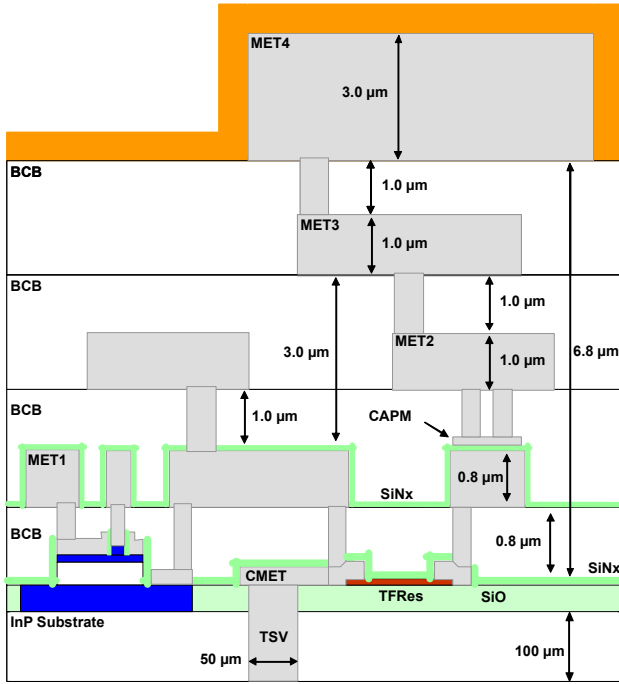 MET4
3.0 µm
BCB
1.0 µm
MET3
1.0 µm
BCB
1.0 µm
3.0 µm
MET2
6.8 µm
1.0 µm
BCB
1.0 µm
CAPM
MET1
0.8 µm
SiNx
BCB
0.8 µm
SiNx
CMET
TFRes
SiO
InP Substrate
TSV
50 µm
100 µm